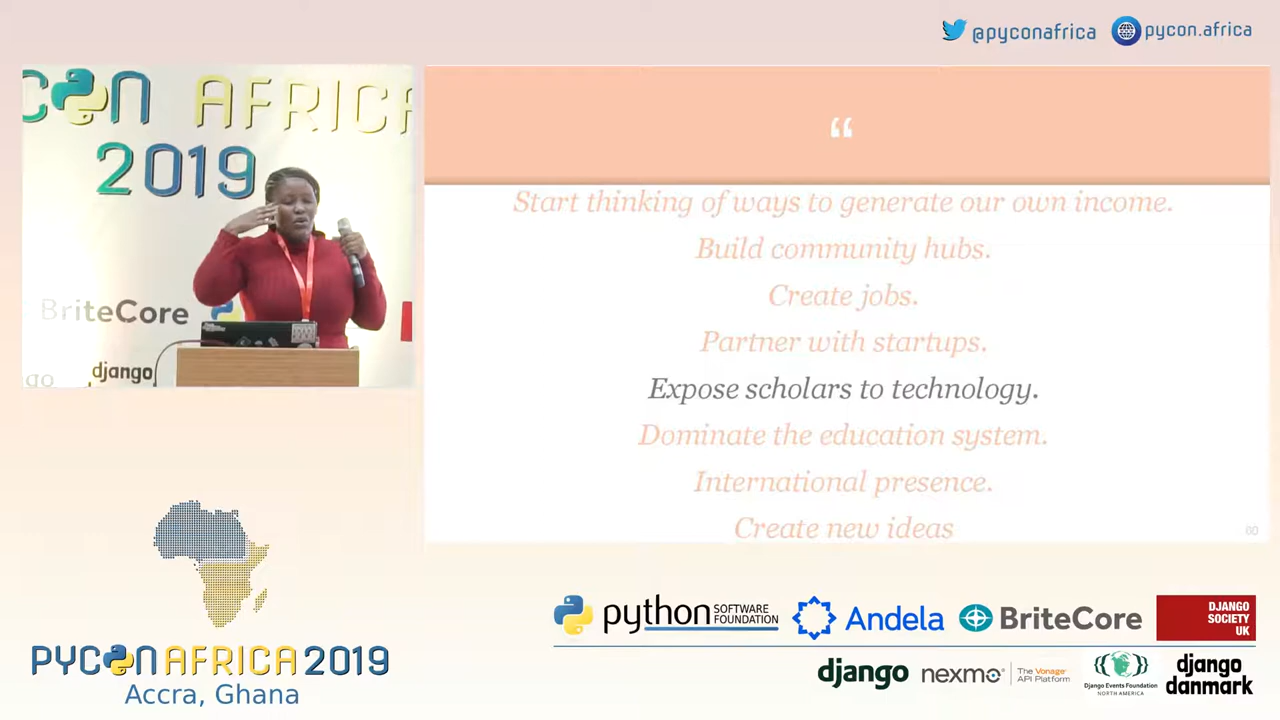 @pyconafrica
pycon.africa
CON AFRICA
2019
BriteCore
django
go
“
Start thinking of ways to generate our own income.
Build community hubs.
Create jobs.
Partner with startups.
Expose scholars to technology.
Dominate the education system.
International presence.
Create new ideas
60
PYCON AFRICA 2019
Accra, Ghana
python SOFTWARE FOUNDATION
Andela
BriteCore
DJANGO
SOCIETY
UK
django
nexmo
The Vonage
API Platform
Django Events Foundation
NORTH AMERICA
django
danmark